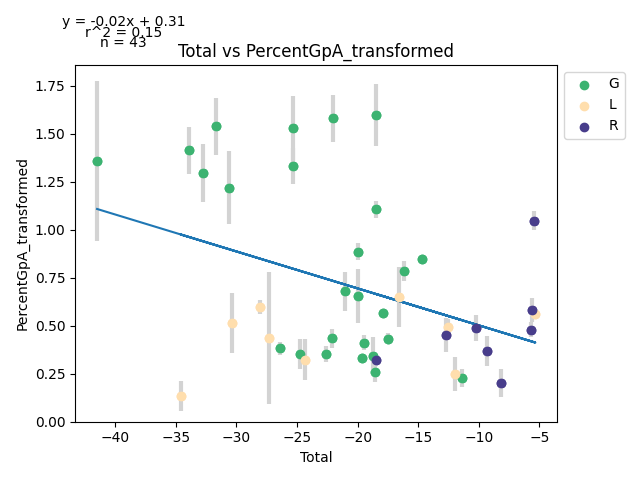 y = -0.02x + 0.31
r^2 = 0.15
n = 43
Total vs PercentGpA_transformed
G
L
R
PercentGpA_transformed
1.75
1.50
1.25
1.00
0.75
0.50
0.25
0.00
−40 −35 −30 −25 −20 −15 −10 −5
Total